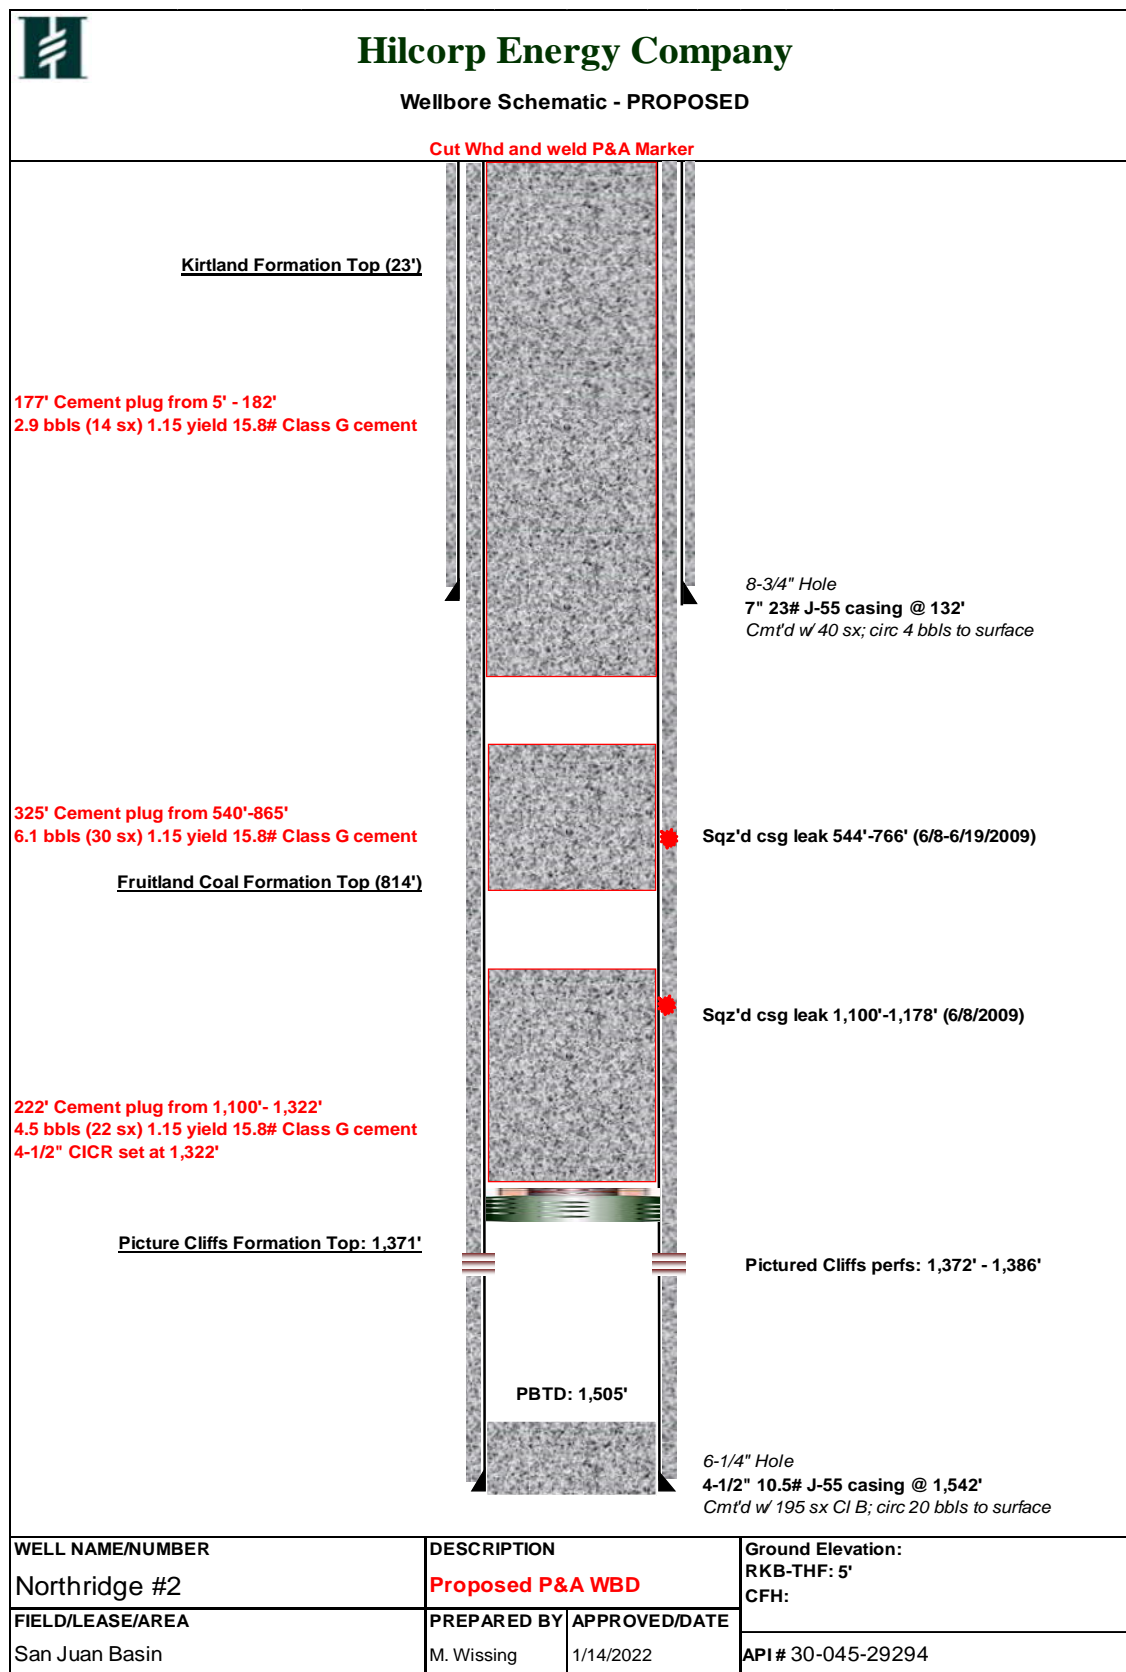 Hilcorp Energy Company
Wellbore Schematic - PROPOSED
Cut Whd and weld P&A Marker
Kirtland Formation Top (23')
177' Cement plug from 5' - 182'
2.9 bbls (14 sx) 1.15 yield 15.8# Class G cement
8-3/4" Hole
7" 23# J-55 casing @ 132'
Cmt'd w/ 40 sx; circ 4 bbls to surface
325' Cement plug from 540'-865'
6.1 bbls (30 sx) 1.15 yield 15.8# Class G cement
Sqz'd csg leak 544'-766' (6/8-6/19/2009)
Fruitland Coal Formation Top (814')
Sqz'd csg leak 1,100'-1,178' (6/8/2009)
222' Cement plug from 1,100'- 1,322'
4.5 bbls (22 sx) 1.15 yield 15.8# Class G cement
4-1/2" CICR set at 1,322'
Picture Cliffs Formation Top: 1,371'
Pictured Cliffs perfs: 1,372' - 1,386'
PBTD: 1,505'
6-1/4" Hole
4-1/2" 10.5# J-55 casing @ 1,542'
Cmt'd w/ 195 sx Cl B; circ 20 bbls to surface
WELL NAME/NUMBER
Northridge #2
DESCRIPTION
Proposed P&A WBD
Ground Elevation:
RKB-THF: 5'
CFH:
FIELD/LEASE/AREA
San Juan Basin
PREPARED BY
M. Wissing
APPROVED/DATE
1/14/2022
API # 30-045-29294